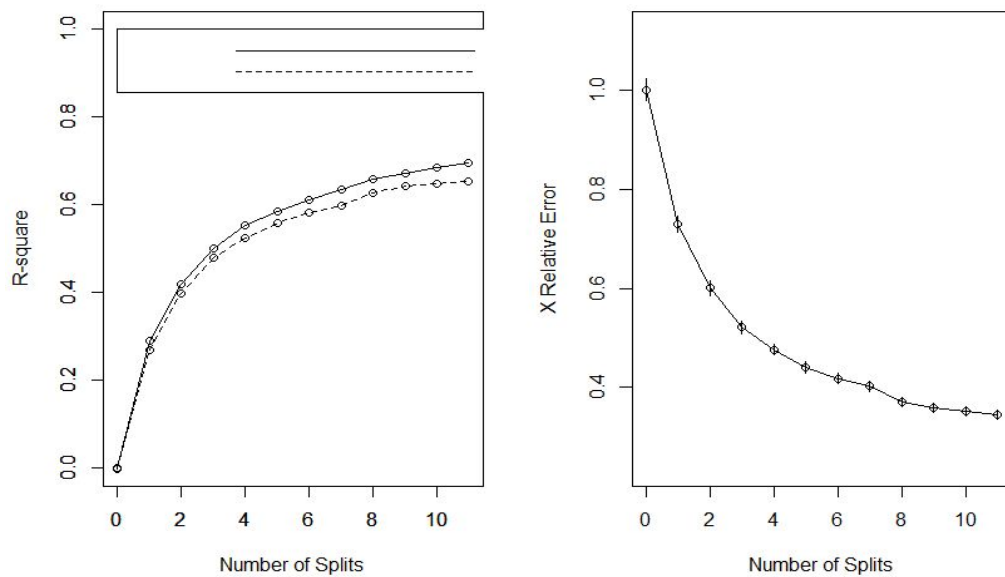 R-square
0.0 0.2 0.4 0.6 0.8 1.0
0 2 4 6 8 10
Number of Splits
X Relative Error
0.4 0.6 0.8 1.0
0 2 4 6 8 10
Number of Splits